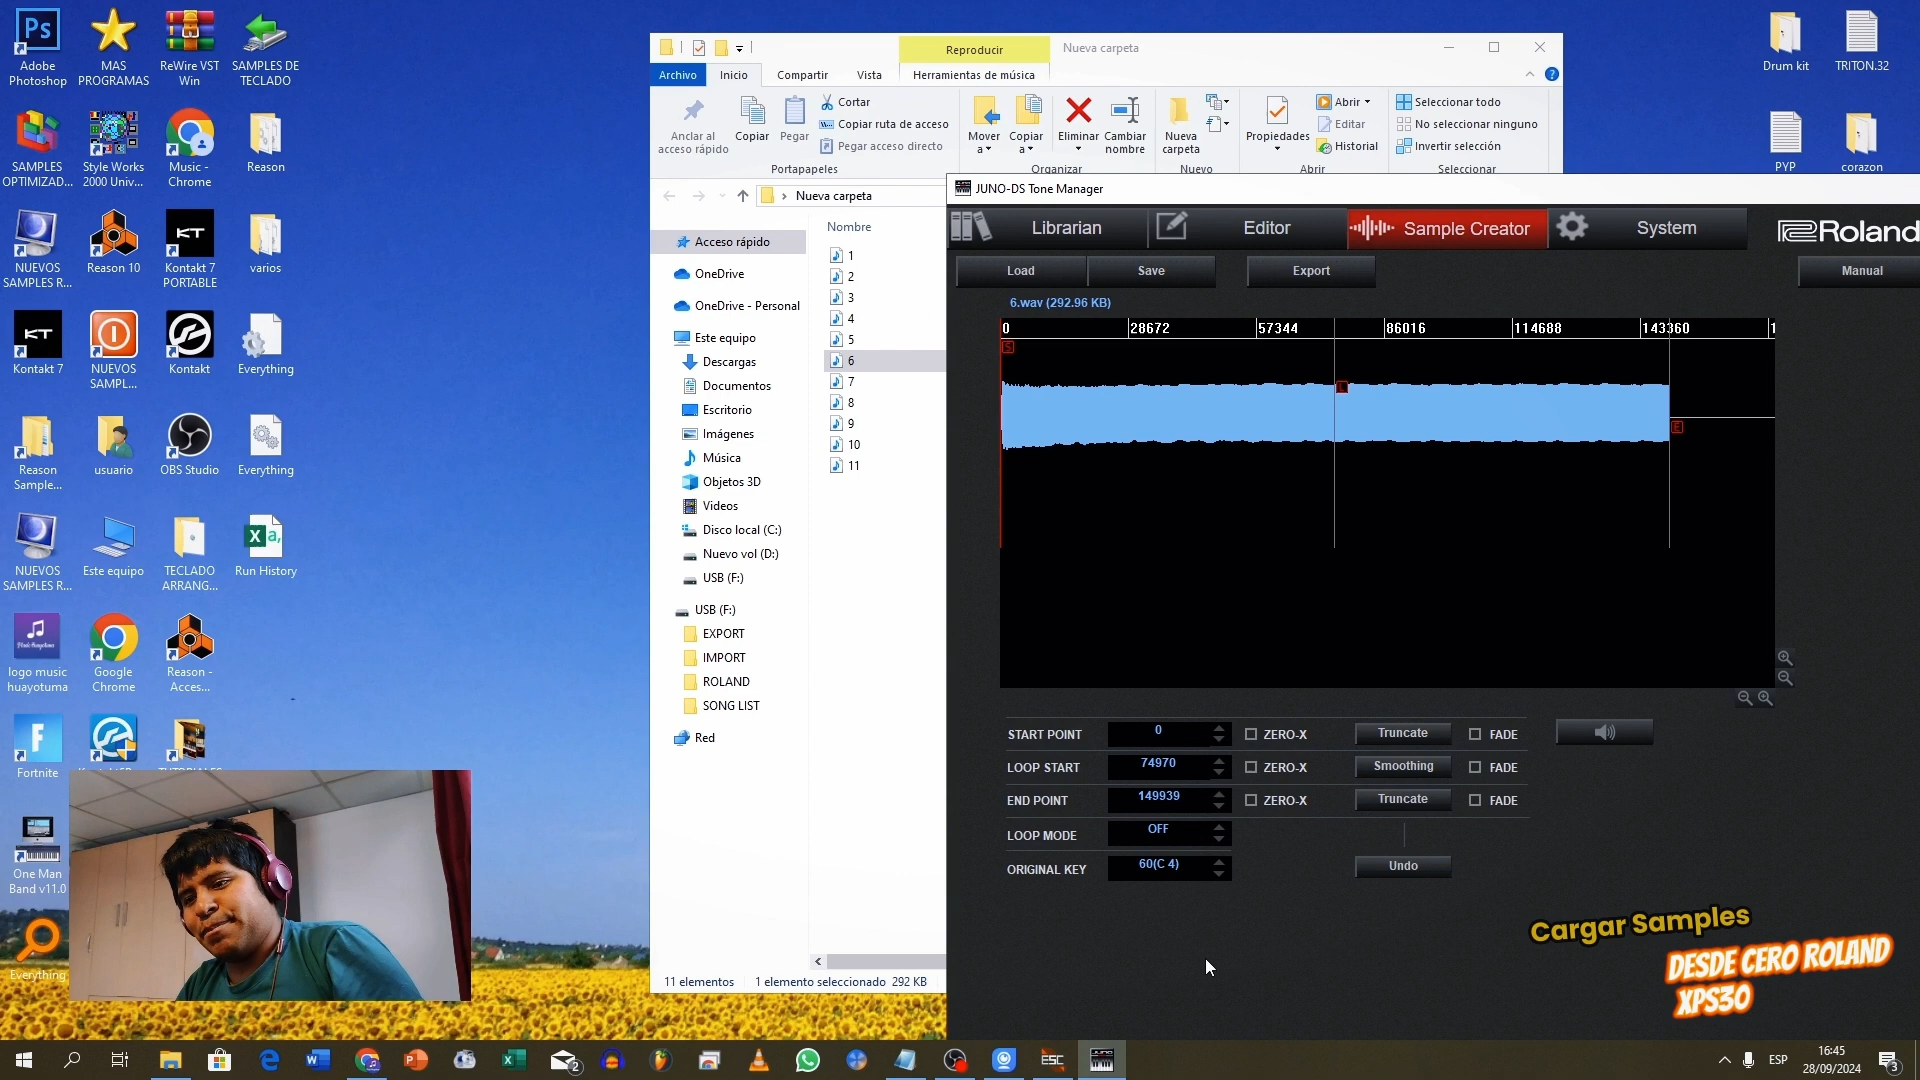 Adobe
Photoshop
MAS
PROGRAMAS
ReWire VST
Win
SAMPLES DE
TECLADO
SAMPLES
OPTIMIZAD...
Style Works
2000 Univ...
Music -
Chrome
Reason
NUEVOS
SAMPLES R...
Reason 10
Kontakt 7
PORTABLE
varios
Kontakt 7
NUEVOS
SAMPL...
Kontakt
Everything
Reason
Sample...
usuario
OBS Studio
Everything
NUEVOS
SAMPLES R...
Este equipo
TECLADO
ARRANG...
Run History
logo music
huayotuma
Google
Chrome
Reason -
Acces...
Fortnite
One Man
Band v11.0
Everything
Drum kit
TRITON.32
PYP
corazon
Reproducir
Nueva carpeta
Archivo
Inicio
Compartir
Vista
Herramientas de música
Anclar al
acceso rápido
Copiar
Pegar
Cortar
Copiar ruta de acceso
Pegar acceso directo
Portapapeles
Mover
a
Copiar
a
Eliminar
Cambiar
nombre
Organizar
Nueva
carpeta
Nuevo
Propiedades
Abrir
Editar
Historial
Abrir
Seleccionar todo
No seleccionar ninguno
Invertir selección
Seleccionar
Nueva carpeta
Nombre
Acceso rápido
OneDrive
OneDrive - Personal
Este equipo
Descargas
Documentos
Escritorio
Imágenes
Música
Objetos 3D
Videos
Disco local (C:)
Nuevo vol (D:)
USB (F:)
USB (F:)
EXPORT
IMPORT
ROLAND
SONG LIST
Red
1
2
3
4
5
6
7
8
9
10
11
11 elementos
1 elemento seleccionado 292 KB
JUNO-DS Tone Manager
Librarian
Editor
Sample Creator
System
Roland
Load
Save
Export
Manual
6.wav (292.96 KB)
0
28672
57344
86016
114688
143360
S
L
E
START POINT
0
ZERO-X
Truncate
FADE
LOOP START
74970
ZERO-X
Smoothing
FADE
END POINT
149939
ZERO-X
Truncate
FADE
LOOP MODE
OFF
ORIGINAL KEY
60(C 4)
Undo
Cargar Samples
DESDE CERO ROLAND
XPS30
ESP
16:45
28/09/2024